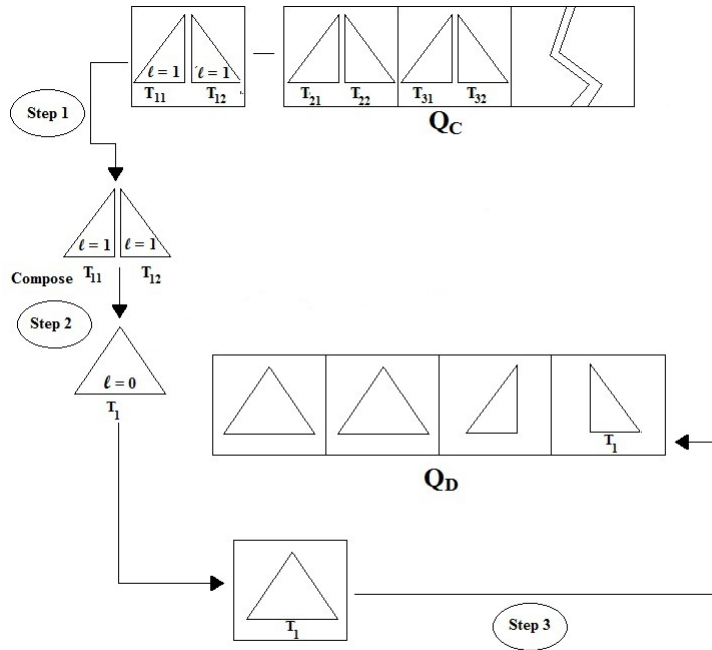 ℓ = 1 ℓ = 1
T11 T12 T21 T22 T31 T32
QC
Step 1
ℓ = 1 ℓ = 1
Compose T11 T12
Step 2
ℓ = 0
T1
T1
QD
T1
Step 3